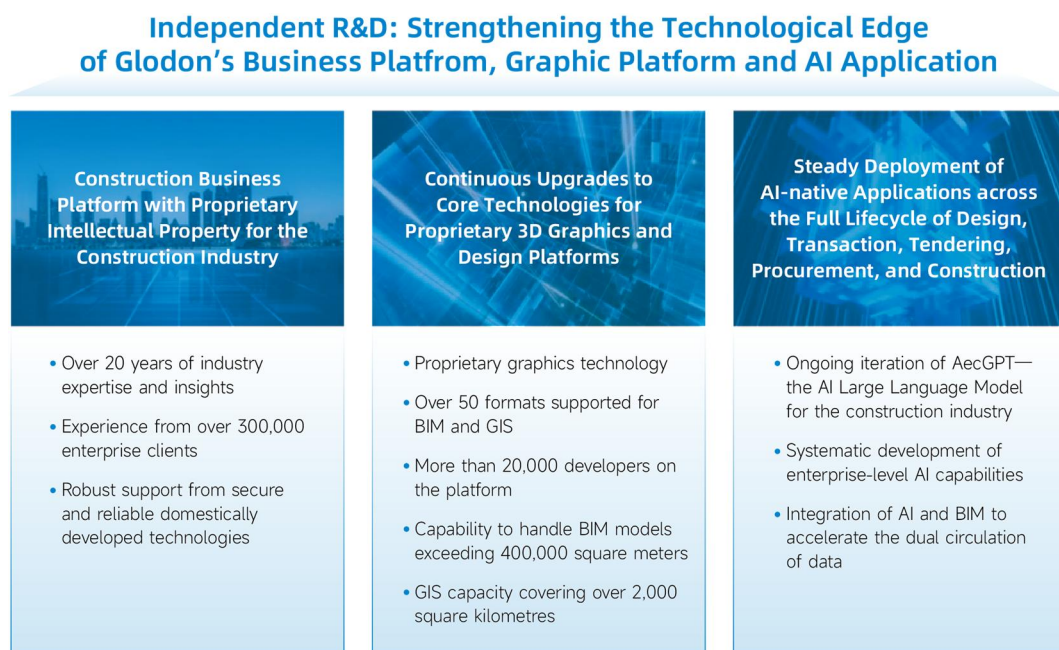 Independent R&D: Strengthening the Technological Edge
of Glodon's Business Platfrom, Graphic Platform and AI Application
Construction Business
Platform with Proprietary
Intellectual Property for the
Construction Industry
• Over 20 years of industry
expertise and insights
• Experience from over 300,000
enterprise clients
• Robust support from secure
and reliable domestically
developed technologies
Continuous Upgrades to
Core Technologies for
Proprietary 3D Graphics and
Design Platforms
• Proprietary graphics technology
• Over 50 formats supported for
BIM and GIS
• More than 20,000 developers on
the platform
• Capability to handle BIM models
exceeding 400,000 square meters
• GIS capacity covering over 2,000
square kilometres
Steady Deployment of
AI-native Applications across
the Full Lifecycle of Design,
Transaction, Tendering,
Procurement, and Construction
• Ongoing iteration of AecGPT—
the AI Large Language Model
for the construction industry
• Systematic development of
enterprise-level AI capabilities
• Integration of AI and BIM to
accelerate the dual circulation
of data